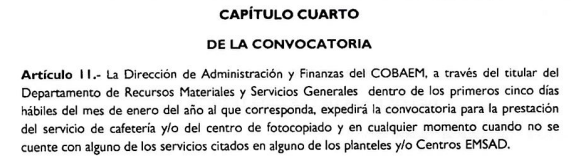 CAPÍTULO CUARTO
DE LA CONVOCATORIA
Artículo 11.- La Dirección de Administración y Finanzas del COBAEM, a través del titular del
Departamento de Recursos Materiales y Servicios Generales dentro de los primeros cinco días
hábiles del mes de enero del año al que corresponda, expedirá la convocatoria para la prestación
del servicio de cafetería y/o del centro de fotocopiado y en cualquier momento cuando no se
cuente con alguno de los servicios citados en alguno de los planteles y/o Centros EMSAD.